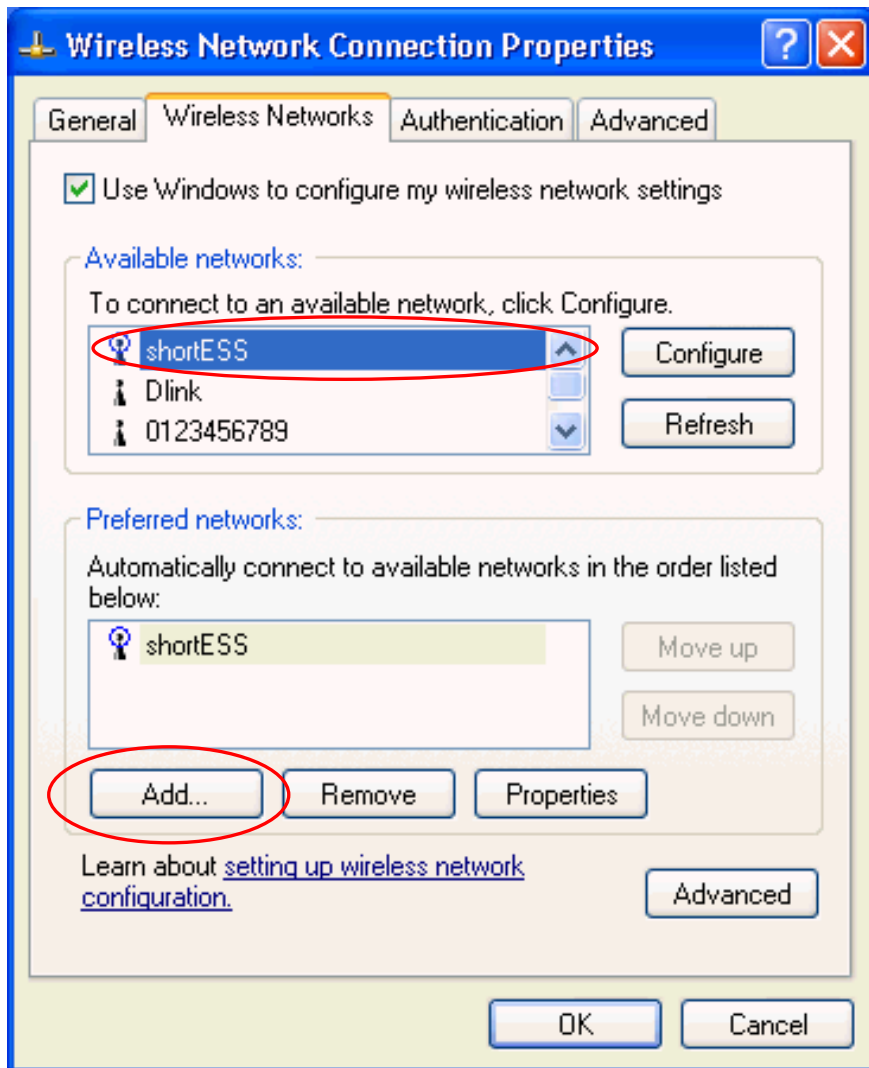 Wireless Network Connection Properties
General Wireless Networks Authentication Advanced
Use Windows to configure my wireless network settings
Available networks:
To connect to an available network, click Configure.
shortESS
Configure
Dlink
0123456789
Refresh
Preferred networks:
Automatically connect to available networks in the order listed
below:
shortESS
Move up
Move down
Add... Remove Properties
Learn about setting up wireless network
configuration.
Advanced
OK Cancel